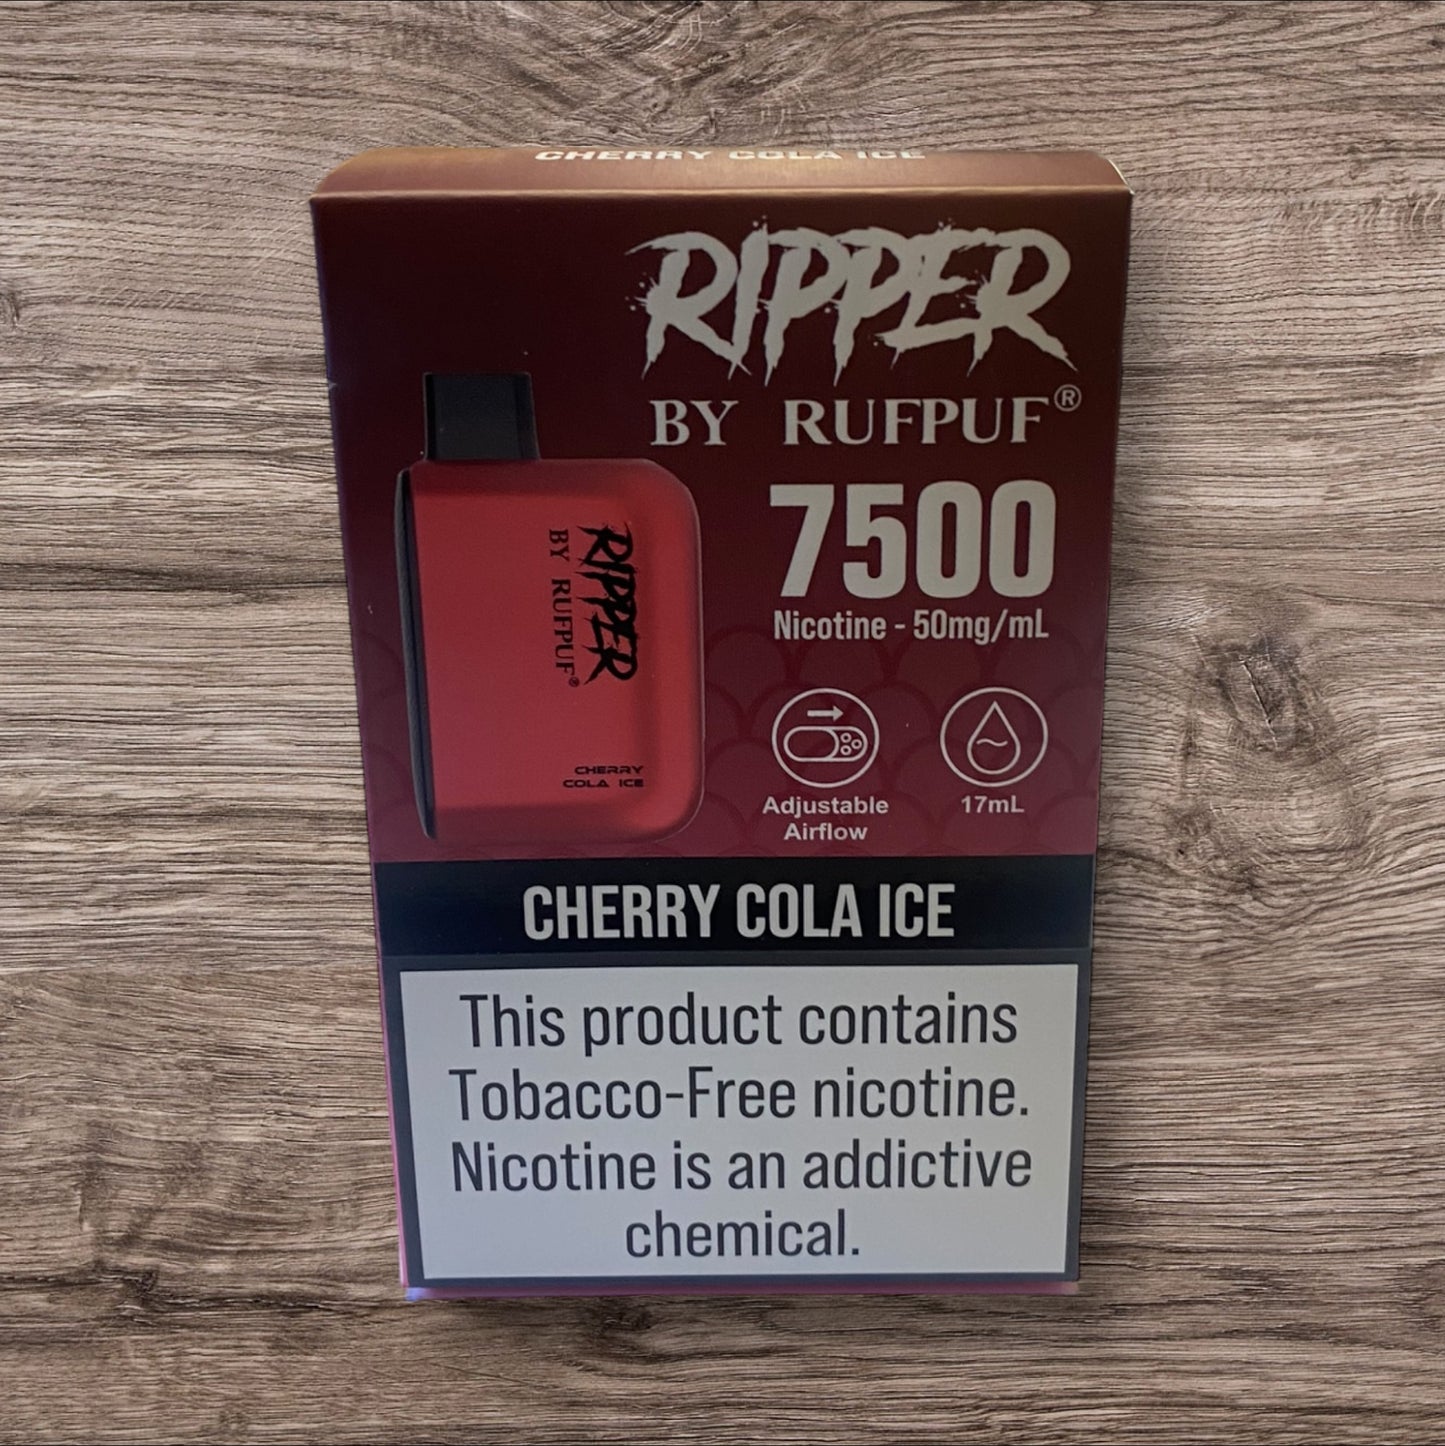 CHERRY COLA ICE
RIPPER
BY RUFPUF®
7500
Nicotine - 50mg/mL
RIPPER
BY RUFPUF®
CHERRY
COLA ICE
Adjustable
Airflow
17mL
CHERRY COLA ICE
This product contains
Tobacco-Free nicotine.
Nicotine is an addictive
chemical.